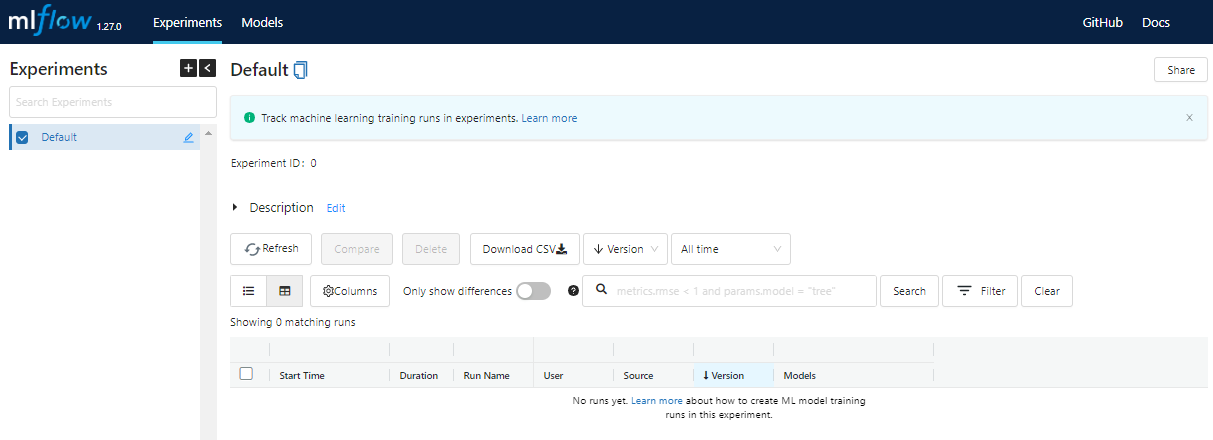 mlflow 1.27.0 Experiments Models GitHub Docs
Experiments
Search Experiments
Default
Default
Share
Track machine learning training runs in experiments. Learn more
Experiment ID: 0
Description Edit
Refresh Compare Delete Download CSV Version All time
Columns Only show differences metrics.rmse < 1 and params.model = "tree" Search Filter Clear
Showing 0 matching runs
Start Time Duration Run Name User Source Version Models
No runs yet. Learn more about how to create ML model training
runs in this experiment.